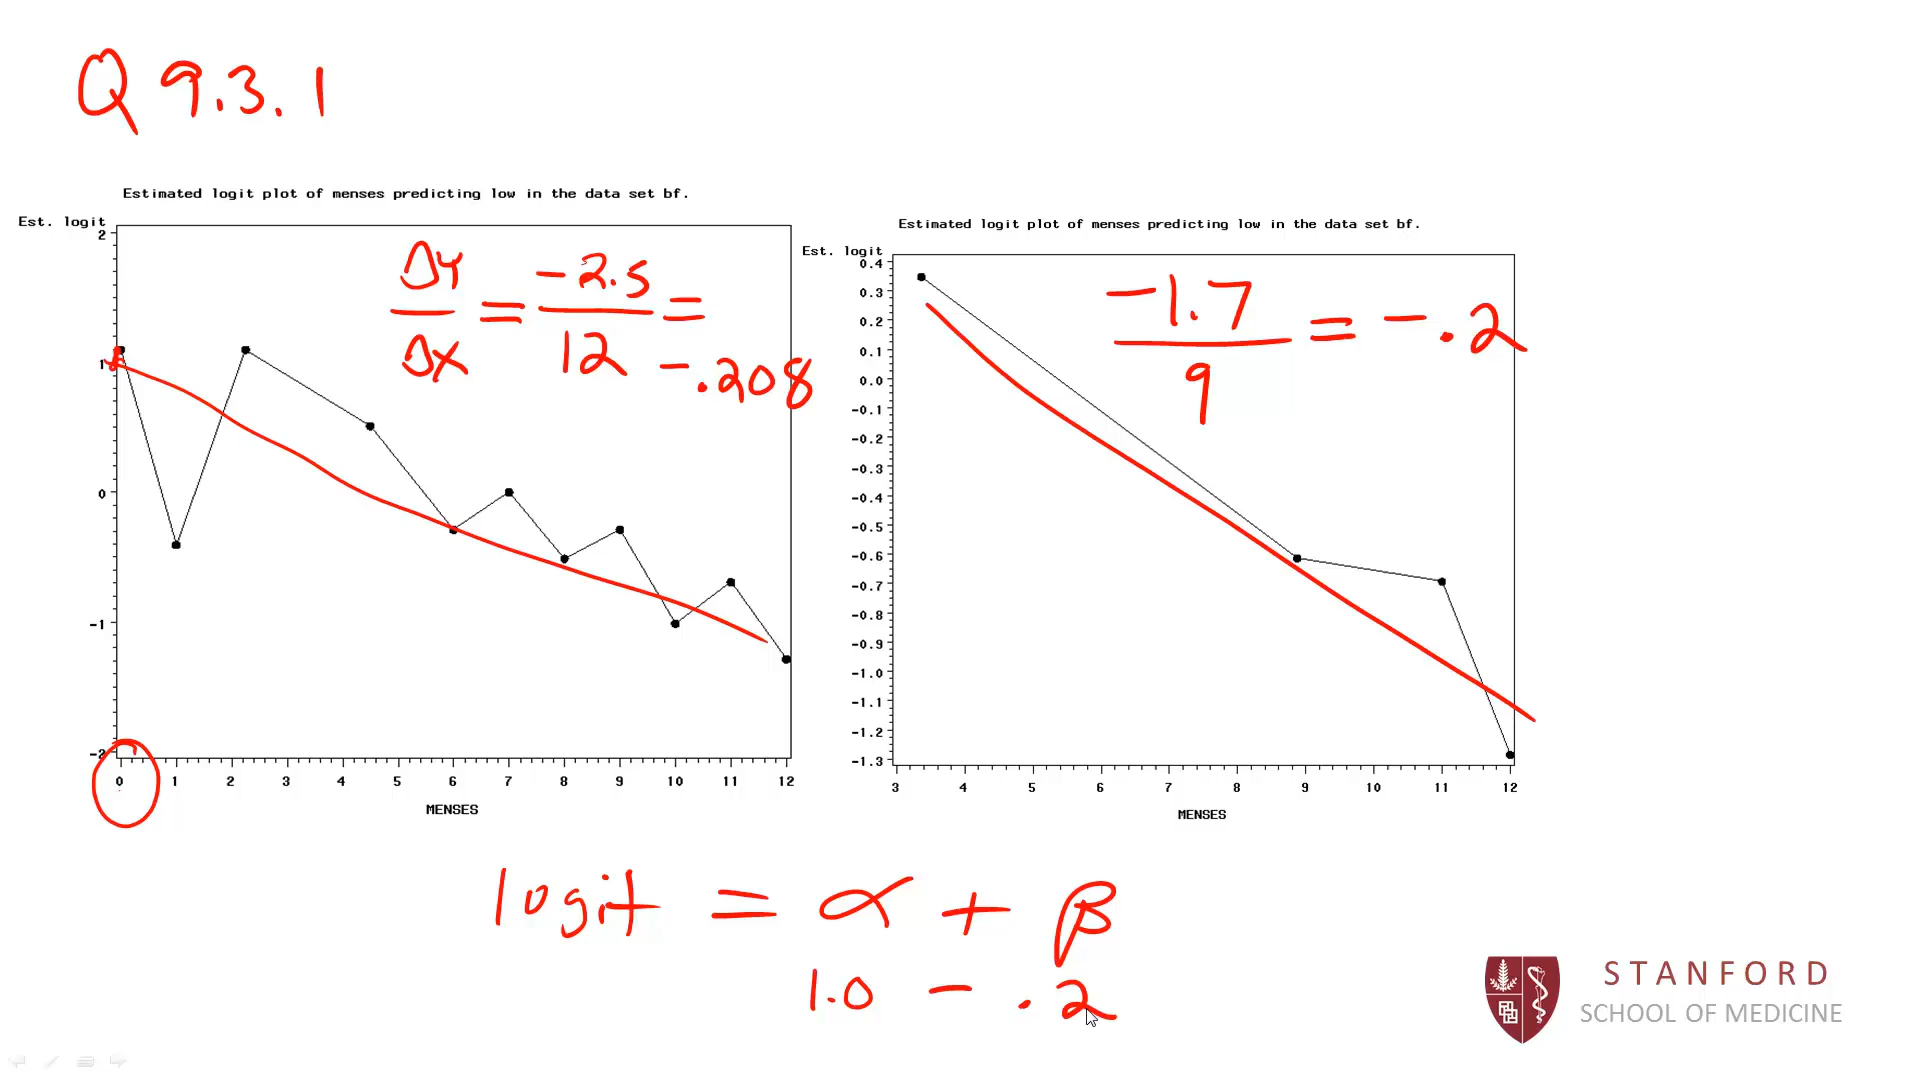 Q 9.3.1
Estimated logit plot of menses predicting low in the data set bf.
Est. logit
2
1
0
-1
-2
0 1 2 3 4 5 6 7 8 9 10 11 12
MENSES
ΔY/ΔX = -2.5/12 =
-.208
Estimated logit plot of menses predicting low in the data set bf.
Est. logit
0.4
0.3
0.2
0.1
0.0
-0.1
-0.2
-0.3
-0.4
-0.5
-0.6
-0.7
-0.8
-0.9
-1.0
-1.1
-1.2
-1.3
3 4 5 6 7 8 9 10 11 12
MENSES
-1.7/9 = -.2
logit = α + β
1.0 - .2
STANFORD
SCHOOL OF MEDICINE